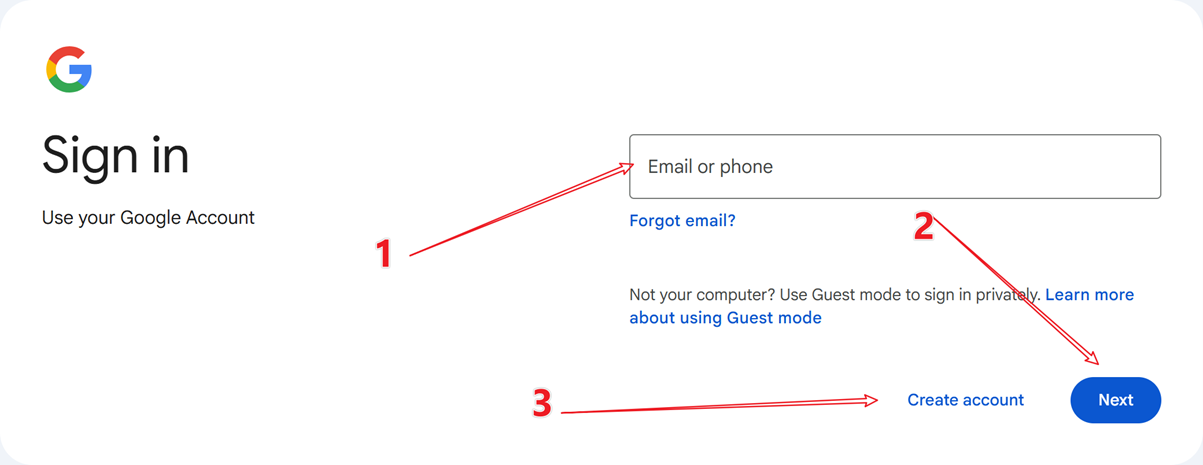 Sign in
Use your Google Account
Email or phone
Forgot email?
1
2
Not your computer? Use Guest mode to sign in privately. Learn more
about using Guest mode
3
Create account
Next